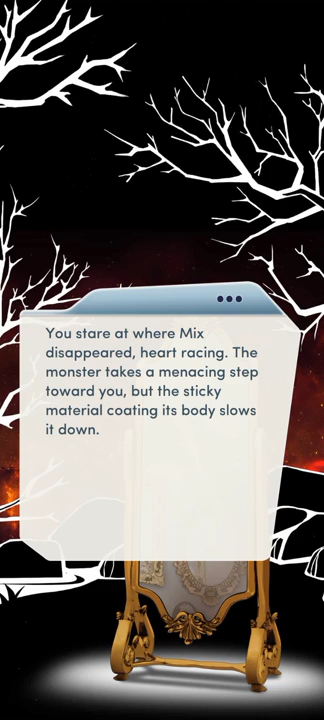 You stare at where Mix
disappeared, heart racing. The
monster takes a menacing step
toward you, but the sticky
material coating its body slows
it down.